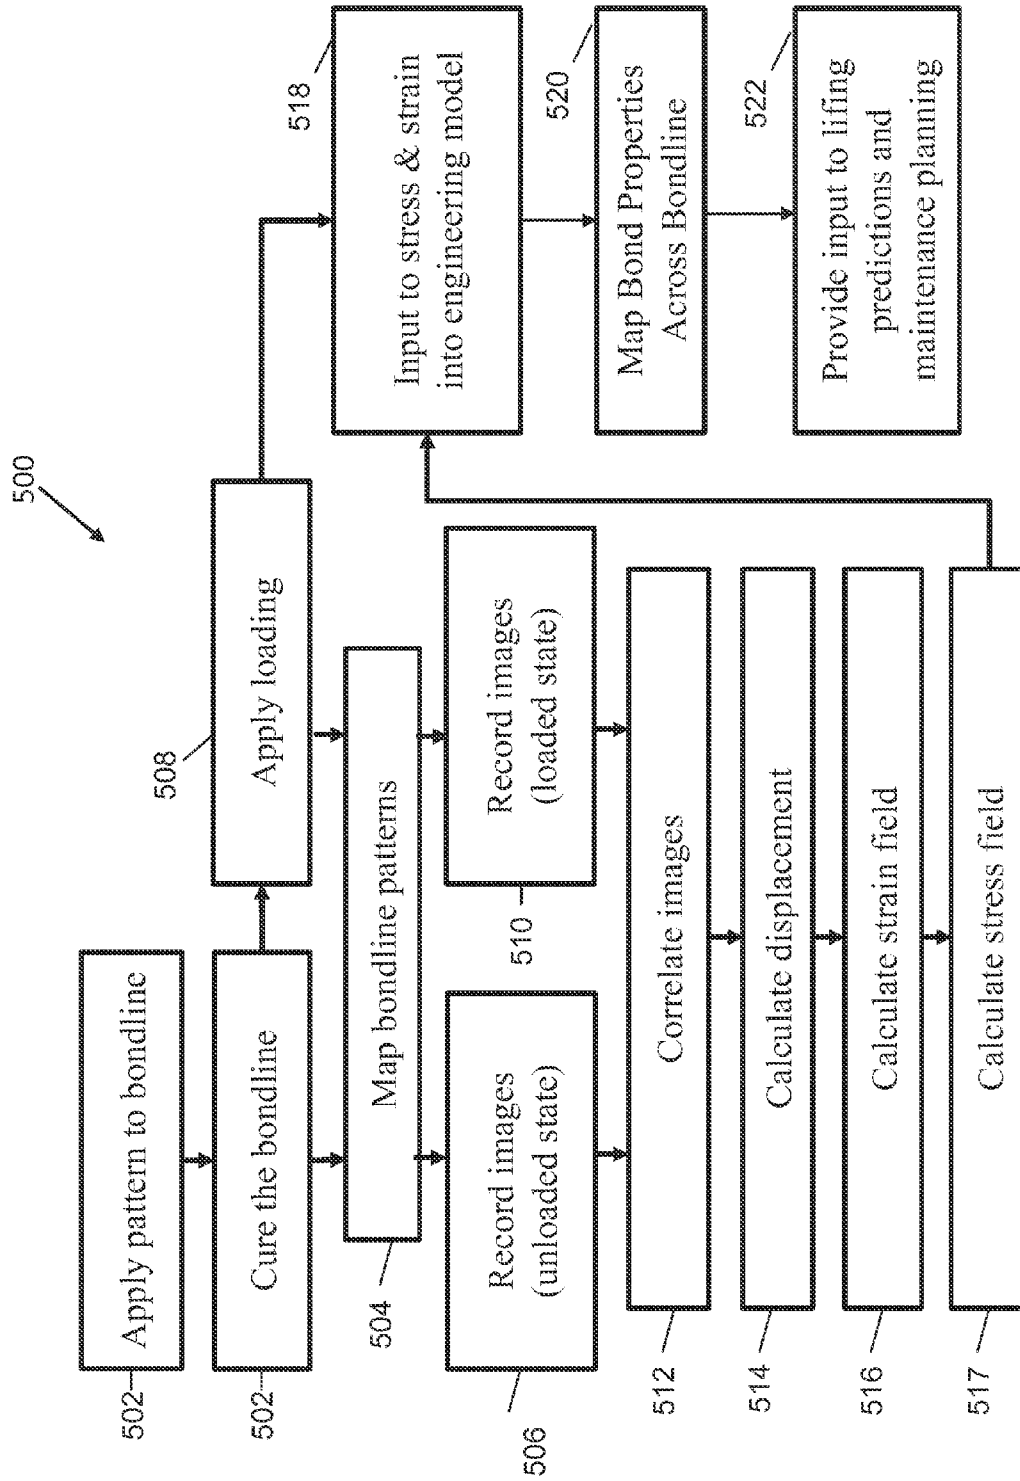 500
502
Apply pattern to bondline
502
Cure the bondline
508
Apply loading
504
Map bondline patterns
506
Record images
(unloaded state)
510
Record images
(loaded state)
512
Correlate images
514
Calculate displacement
516
Calculate strain field
517
Calculate stress field
518
Input to stress & strain
into engineering model
520
Map Bond Properties
Across Bondline
522
Provide input to lifing
predictions and
maintenance planning